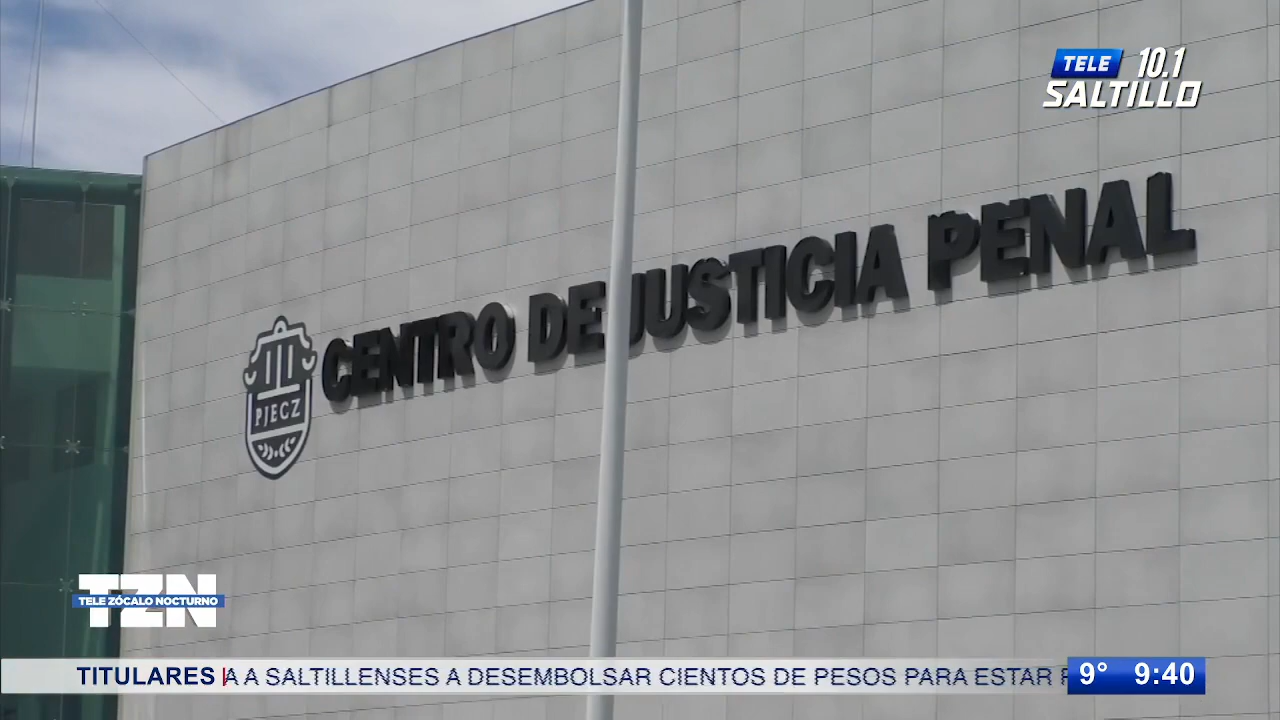 TELE 10.1
SALTILLO
CENTRO DE JUSTICIA PENAL
PJECZ
TZN
TELE ZÓCALO NOCTURNO
TITULARES A A SALTILLENSES A DESEMBOLSAR CIENTOS DE PESOS PARA ESTAR
9° 9:40